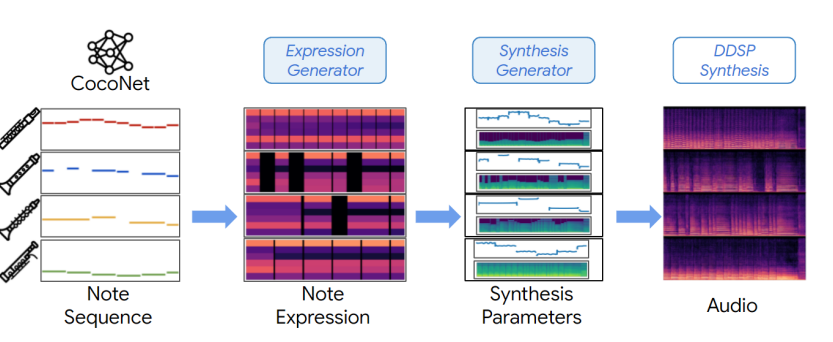 CocoNet
Expression
Generator
Synthesis
Generator
DDSP
Synthesis
Note
Sequence
Note
Expression
Synthesis
Parameters
Audio